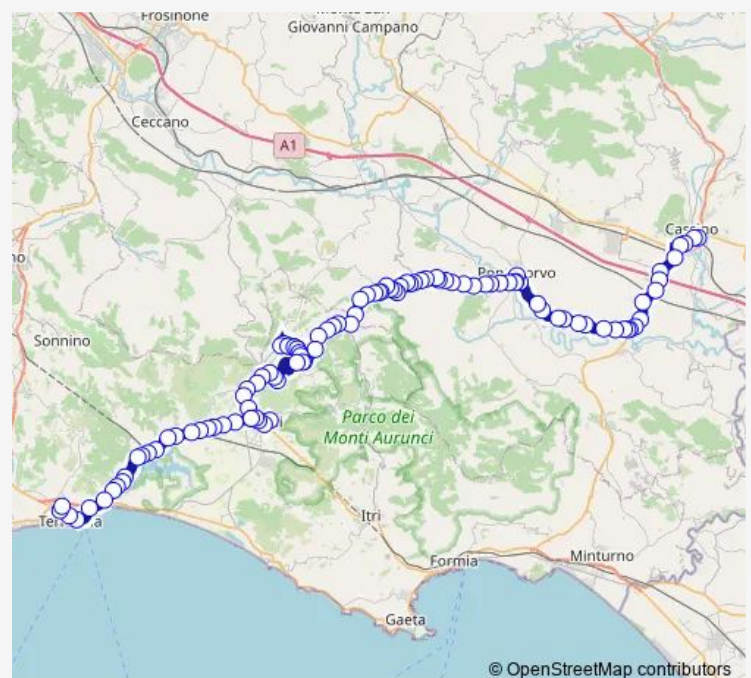 Frosinone
Giovanni Campano
Ceccano
A1
Cassino
Sonnino
Parco dei
Monti Aurunci
Itri
Formia
Minturno
Gaeta
© OpenStreetMap contributors